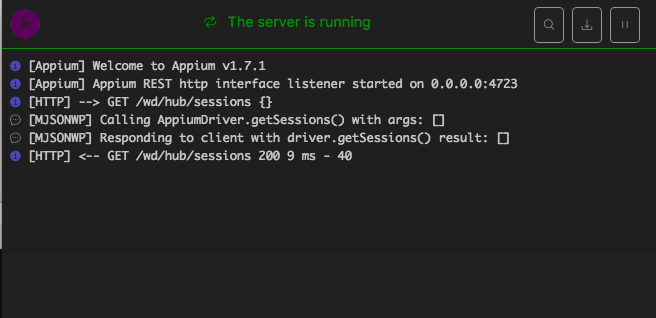 The server is running
[Appium] Welcome to Appium v1.7.1
[Appium] Appium REST http interface listener started on 0.0.0.0:4723
[HTTP] --> GET /wd/hub/sessions {}
[MJSONWP] Calling AppiumDriver.getSessions() with args: []
[MJSONWP] Responding to client with driver.getSessions() result: []
[HTTP] <-- GET /wd/hub/sessions 200 9 ms - 40